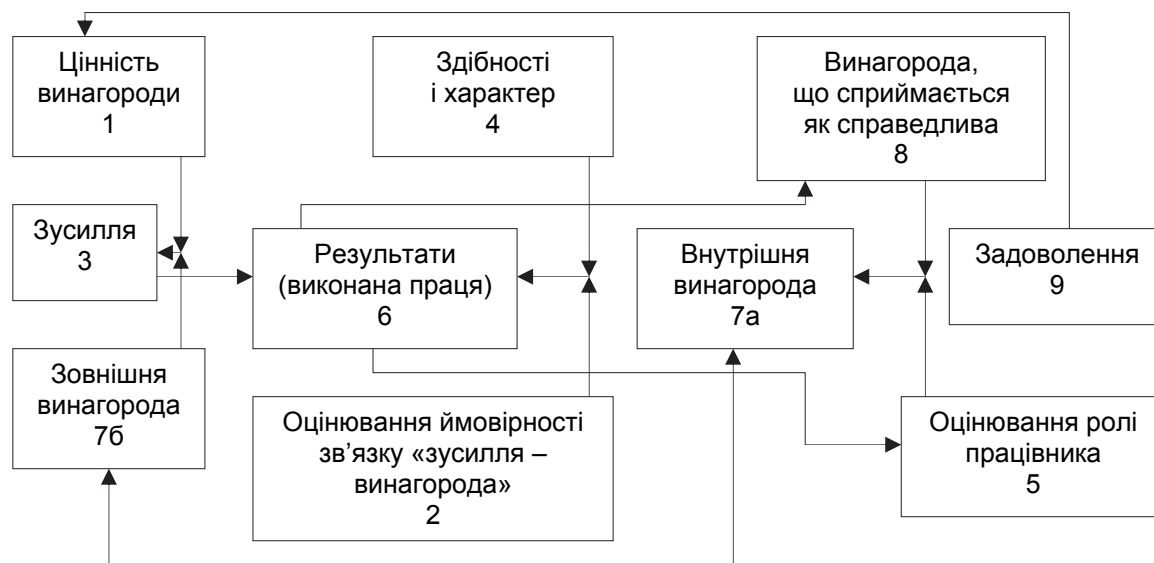 Цінність
винагороди
1
Здібності
і характер
4
Винагорода,
що сприймається
як справедлива
8
Зусилля
3
Результати
(виконана праця)
6
Внутрішня
винагорода
7а
Задоволення
9
Зовнішня
винагорода
7б
Оцінювання ймовірності
зв’язку «зусилля –
винагорода»
2
Оцінювання ролі
працівника
5